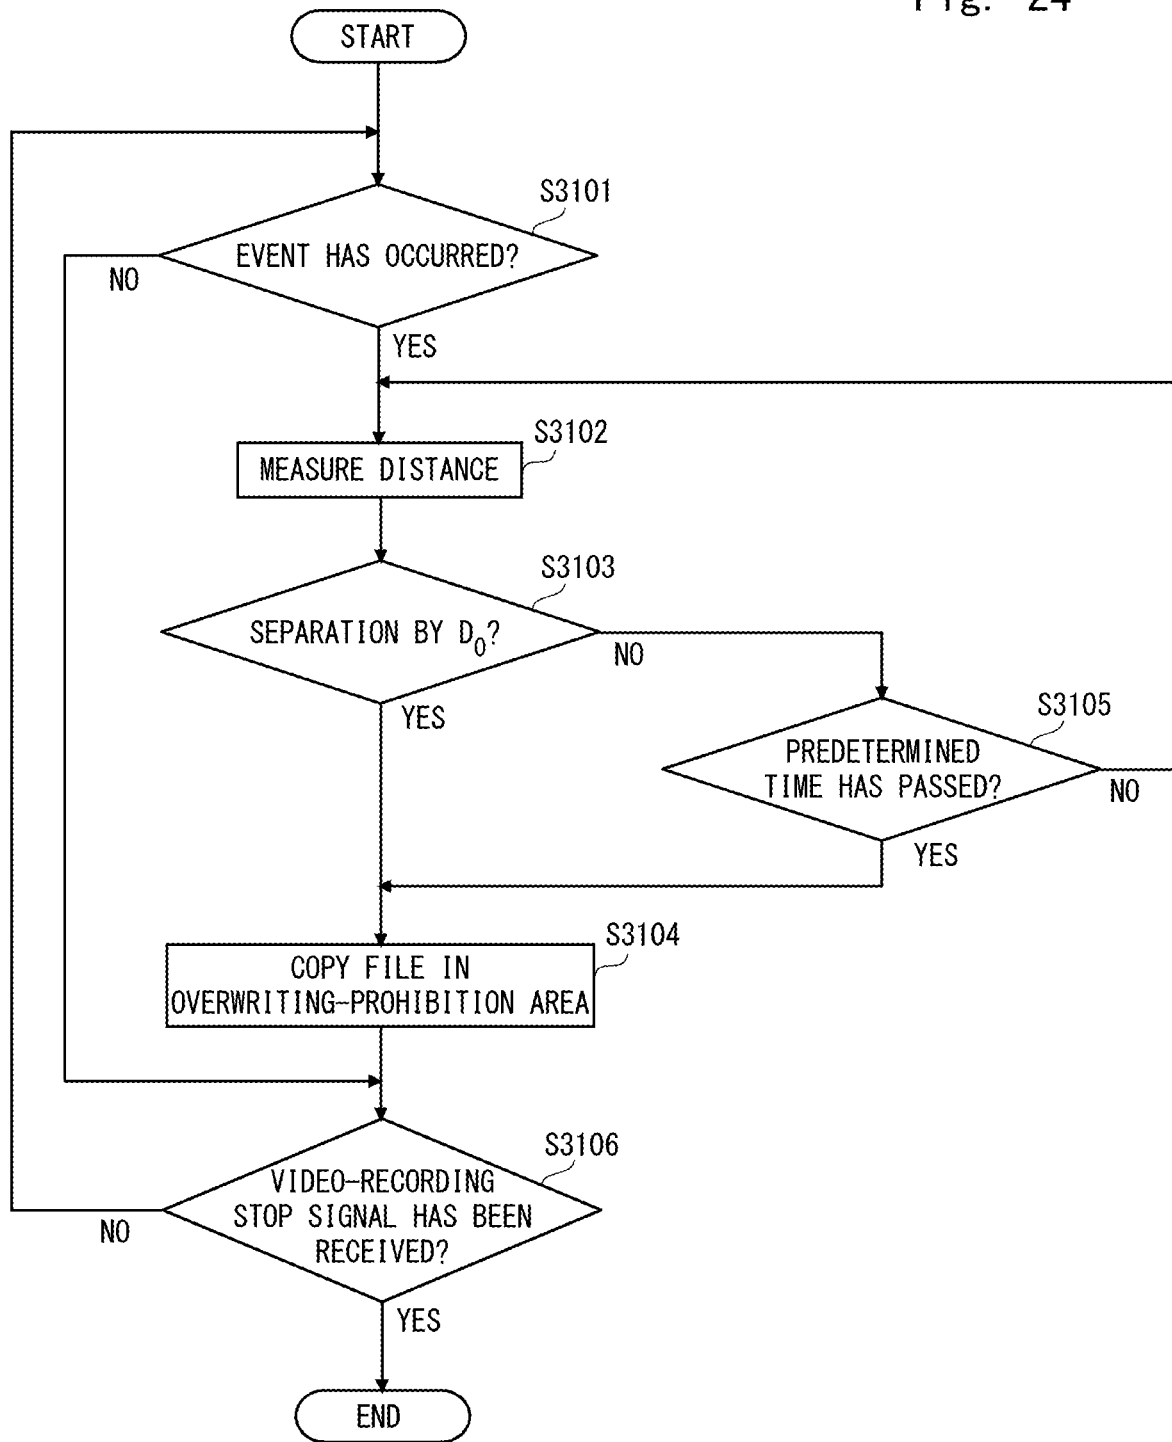 Fig. 24
START
S3101
EVENT HAS OCCURRED?
NO
YES
S3102
MEASURE DISTANCE
S3103
SEPARATION BY D0?
NO
YES
S3105
PREDETERMINED
TIME HAS PASSED?
NO
YES
S3104
COPY FILE IN
OVERWRITING-PROHIBITION AREA
S3106
VIDEO-RECORDING
STOP SIGNAL HAS BEEN
RECEIVED?
NO
YES
END